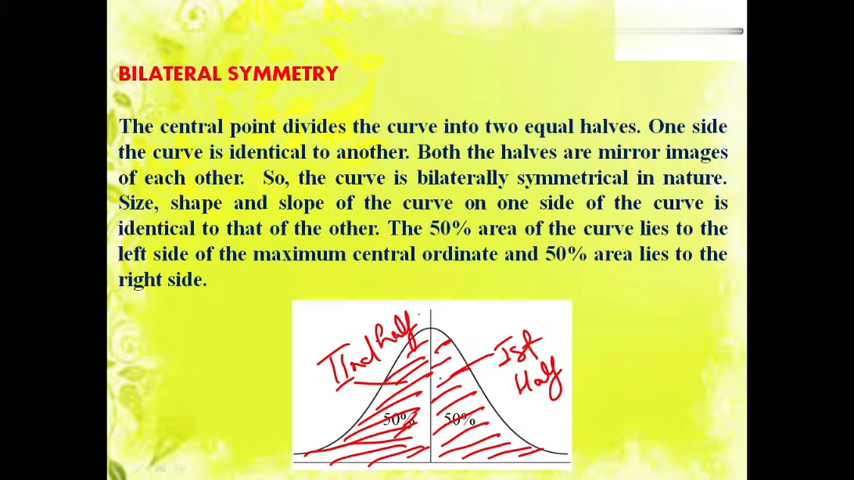 BILATERAL SYMMETRY
The central point divides the curve into two equal halves. One side
the curve is identical to another. Both the halves are mirror images
of each other. So, the curve is bilaterally symmetrical in nature.
Size, shape and slope of the curve on one side of the curve is
identical to that of the other. The 50% area of the curve lies to the
left side of the maximum central ordinate and 50% area lies to the
right side.
IInd half
Ist
Half
50% 50%